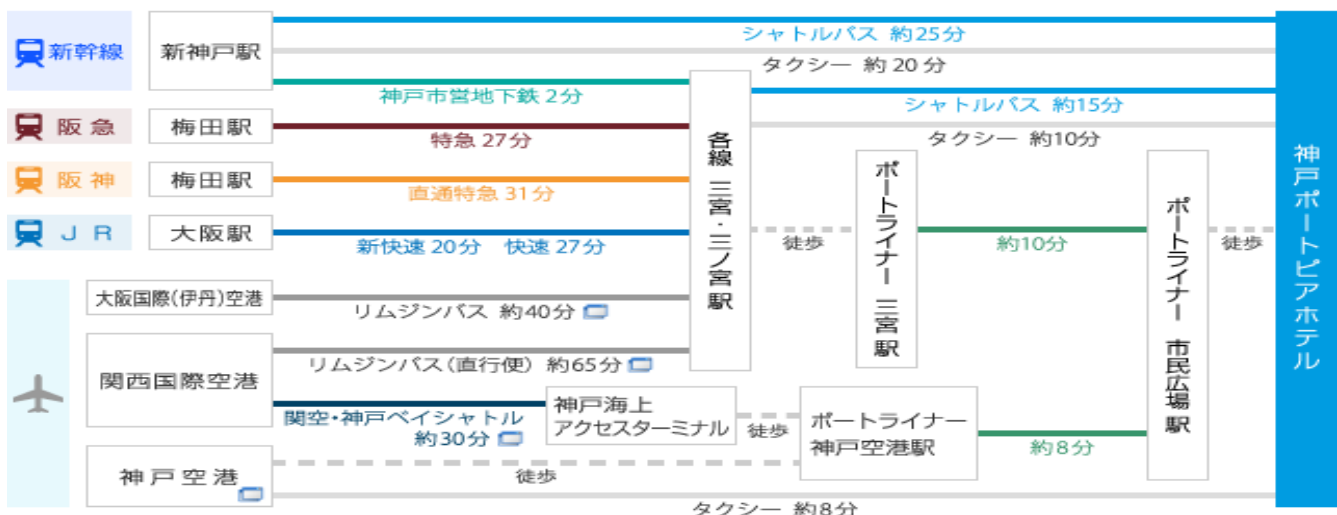 新幹線
新神戸駅
シャトルバス 約25分
タクシー 約20分
神戸市営地下鉄 2分
シャトルバス 約15分
タクシー 約10分
阪急
梅田駅
特急 27分
阪神
梅田駅
直通特急 31分
JR
大阪駅
新快速 20分 快速 27分
各線 三宮・三ノ宮駅
徒歩
ポートライナー 三宮駅
約10分
ポートライナー 市民広場駅
徒歩
神戸ポートピアホテル
大阪国際(伊丹)空港
リムジンバス 約40分
関西国際空港
リムジンバス(直行便) 約65分
関空・神戸ベイシャトル
約30分
神戸海上
アクセスターミナル
徒歩
ポートライナー
神戸空港駅
約8分
神戸空港
徒歩
タクシー 約8分